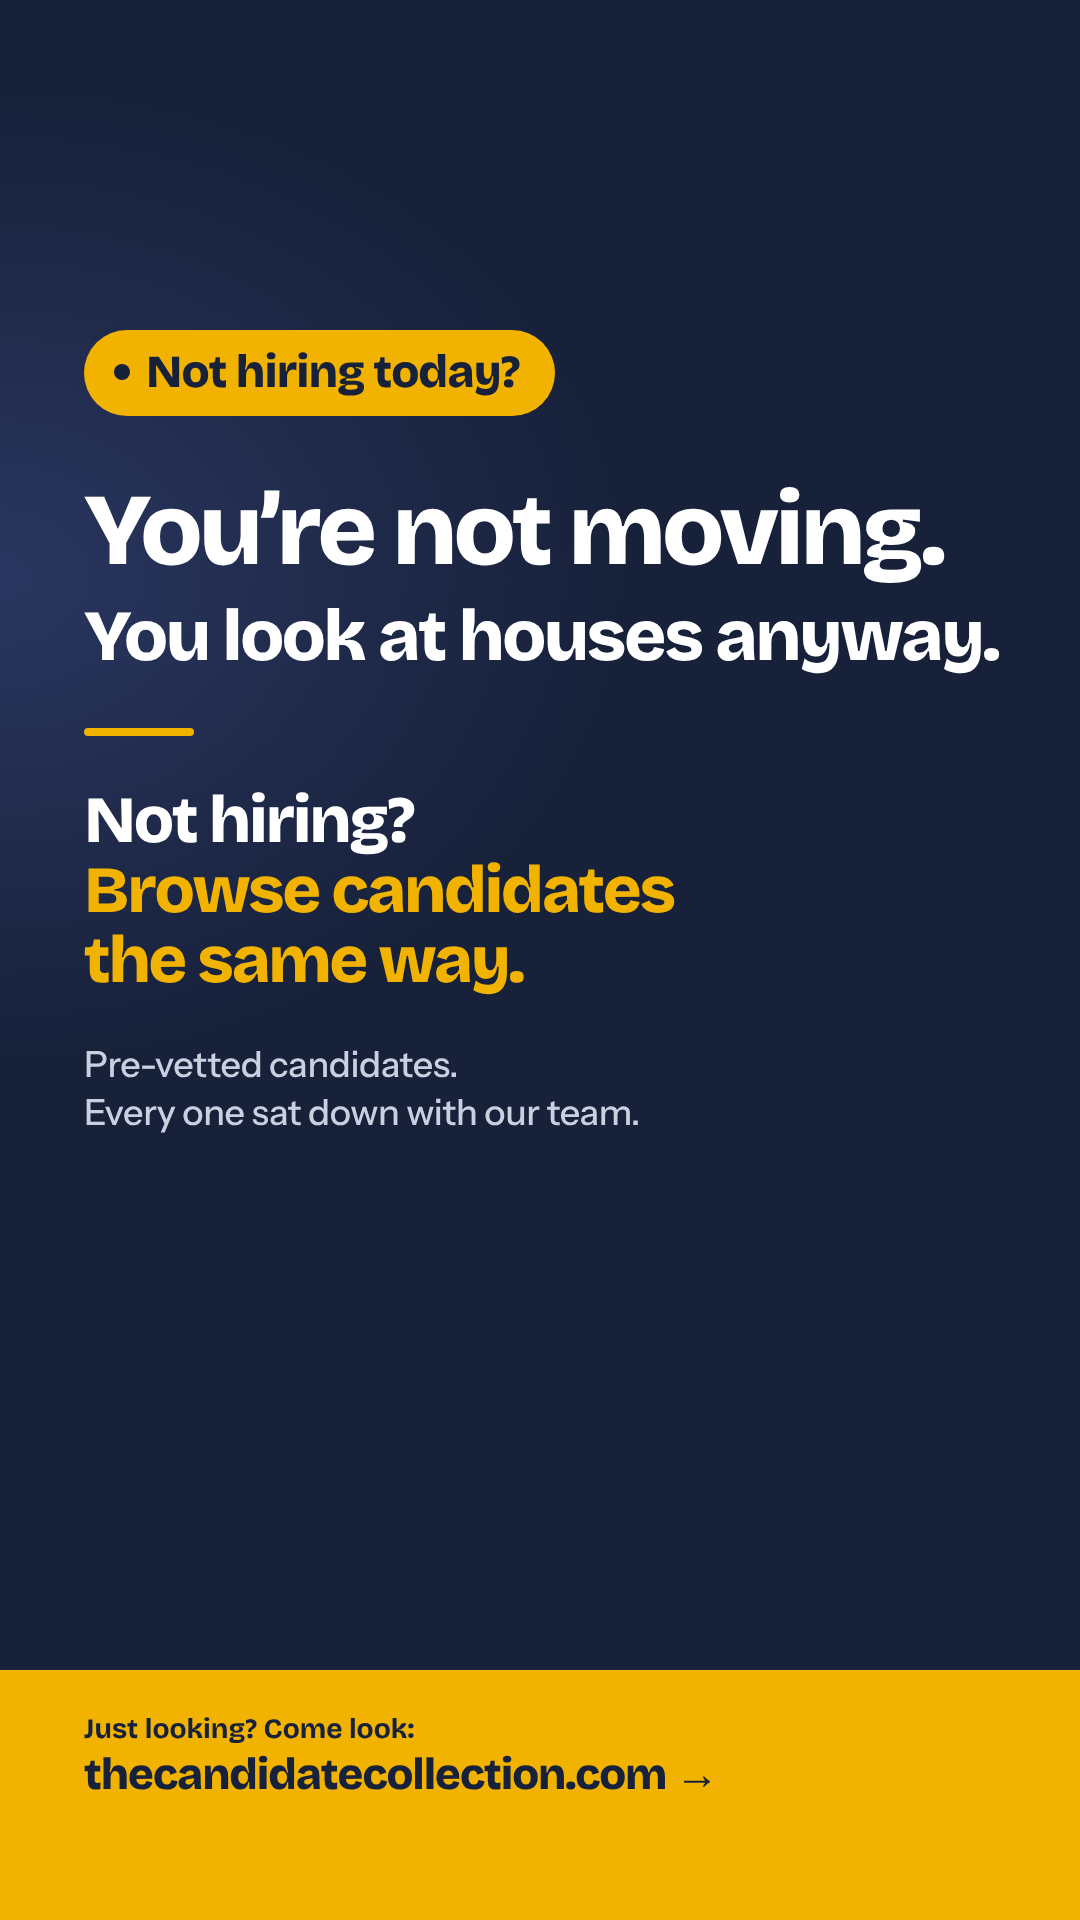 • Not hiring today?
You’re not moving.
You look at houses anyway.
Not hiring?
Browse candidates
the same way.
Pre-vetted candidates.
Every one sat down with our team.
Just looking? Come look:
thecandidatecollection.com →